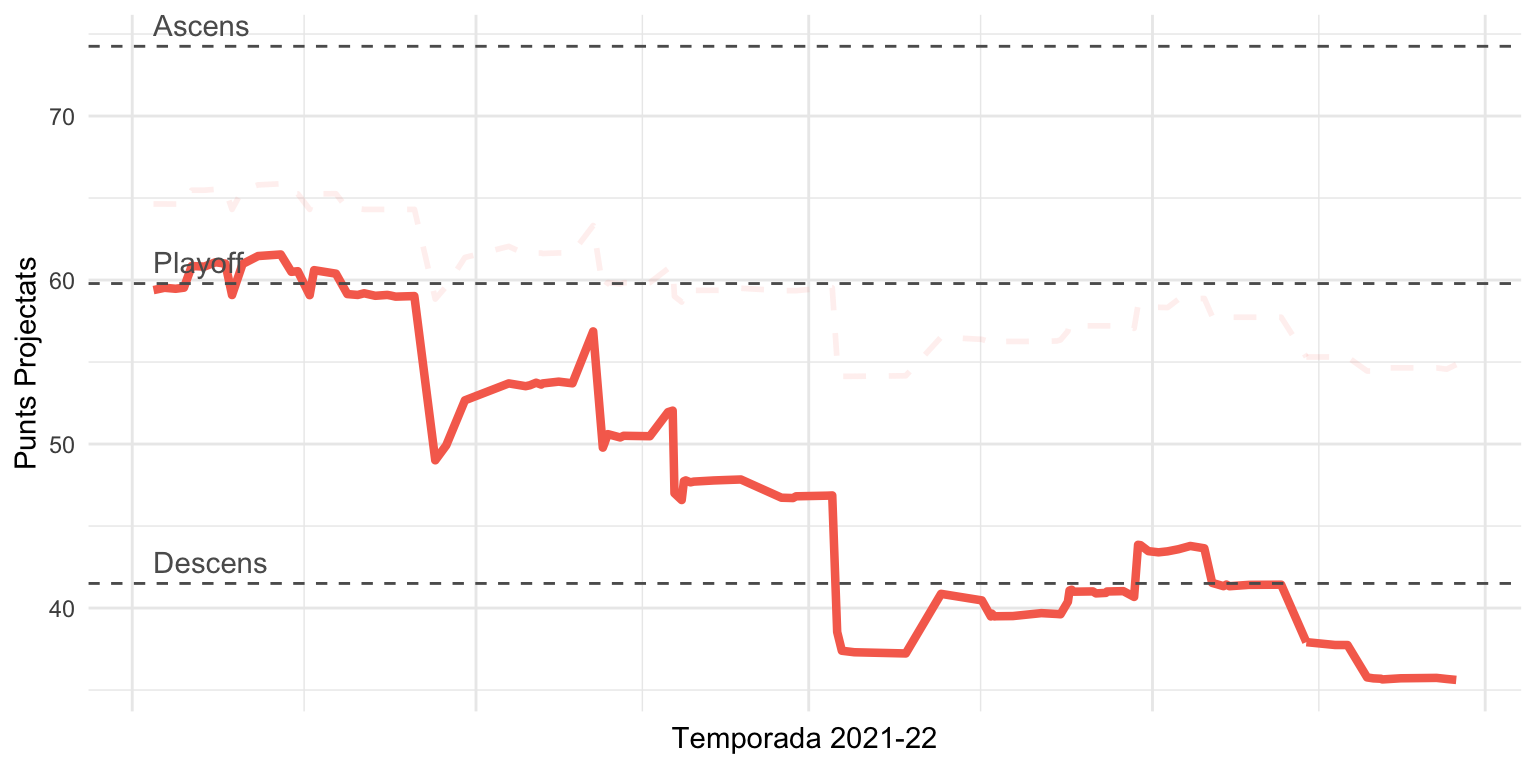 Ascens
70
Playoff
60
50
Descens
40
Punts Projectats
Temporada 2021-22